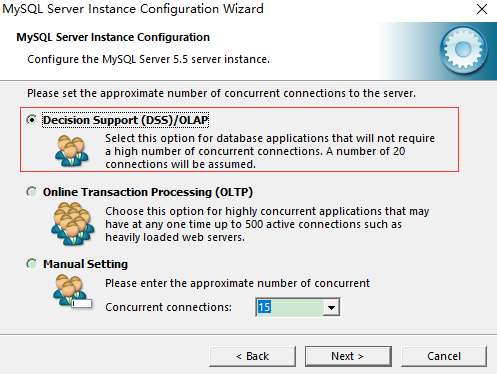 MySQL Server Instance Configuration Wizard
MySQL Server Instance Configuration
Configure the MySQL Server 5.5 server instance.
Please set the approximate number of concurrent connections to the server.
Decision Support (DSS)/OLAP
Select this option for database applications that will not require
a high number of concurrent connections. A number of 20
connections will be assumed.
Online Transaction Processing (OLTP)
Choose this option for highly concurrent applications that may
have at any one time up to 500 active connections such as
heavily loaded web servers.
Manual Setting
Please enter the approximate number of concurrent
Concurrent connections: 15
< Back Next > Cancel